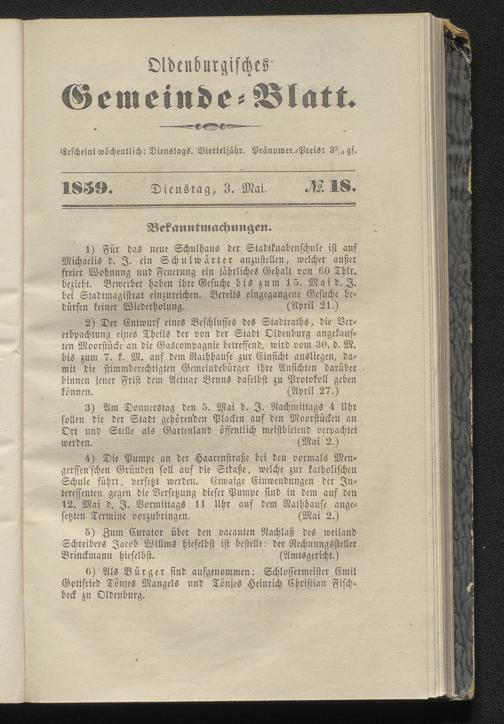 Oldenburgisches
Gemeinde-Blatt.
Erscheint wöchentlich: Dienstags. Vierteljähr. Pränumer.-Preis: 3¾ gs.
1859. Dienstag, 3. Mai. № 18.
Bekanntmachungen.
1) Für das neue Schulhaus der Stadtknabenschule ist auf
Michaelis d. J. ein Schulwärter anzustellen, welcher außer
freier Wohnung und Feuerung ein jährliches Gehalt von 60 Thlr.
bezieht. Bewerber haben ihre Gesuche bis zum 15. Mai d. J.
bei Stadtmagistrat einzureichen. Bereits eingegangene Gesuche be-
dürfen keiner Wiederholung. (April 21.)
2) Der Entwurf eines Beschlusses des Stadtraths, die Ver-
erbpachtung eines Theils der von der Stadt Oldenburg angekauf-
ten Moorstücke an die Gascompagnie betreffend, wird vom 30. d. M.
bis zum 7. k. M. auf dem Rathhause zur Einsicht ausliegen, da-
mit die stimmberechtigten Gemeindebürger ihre Ansichten darüber
binnen jener Frist dem Actuar Bruns daselbst zu Protokoll geben
können. (April 27.)
3) Am Donnerstag den 5. Mai d. J. Nachmittags 4 Uhr
sollen die der Stadt gehörenden Placken auf den Moorstücken an
Ort und Stelle als Gartenland öffentlich meistbietend verpachtet
werden. (Mai 2.)
4) Die Pumpe an der Haarenstraße bei den vormals Men-
gerssen'schen Gründen soll auf die Straße, welche zur katholischen
Schule führt, versetzt werden. Etwaige Einwendungen der In-
teressenten gegen die Versetzung dieser Pumpe sind in dem auf den
12. Mai d. J. Vormittags 11 Uhr auf dem Rathhause ange-
setzten Termine vorzubringen. (Mai 2.)
5) Zum Curator über den vacanten Nachlaß des weiland
Schreibers Jacob Willms hieselbst ist bestellt: der Rechnungssteller
Brinckmann hieselbst. (Amtsgericht.)
6) Als Bürger sind aufgenommen: Schlossermeister Emil
Gottfried Tönjes Mangels und Tönjes Heinrich Christian Fisch-
beck zu Oldenburg.